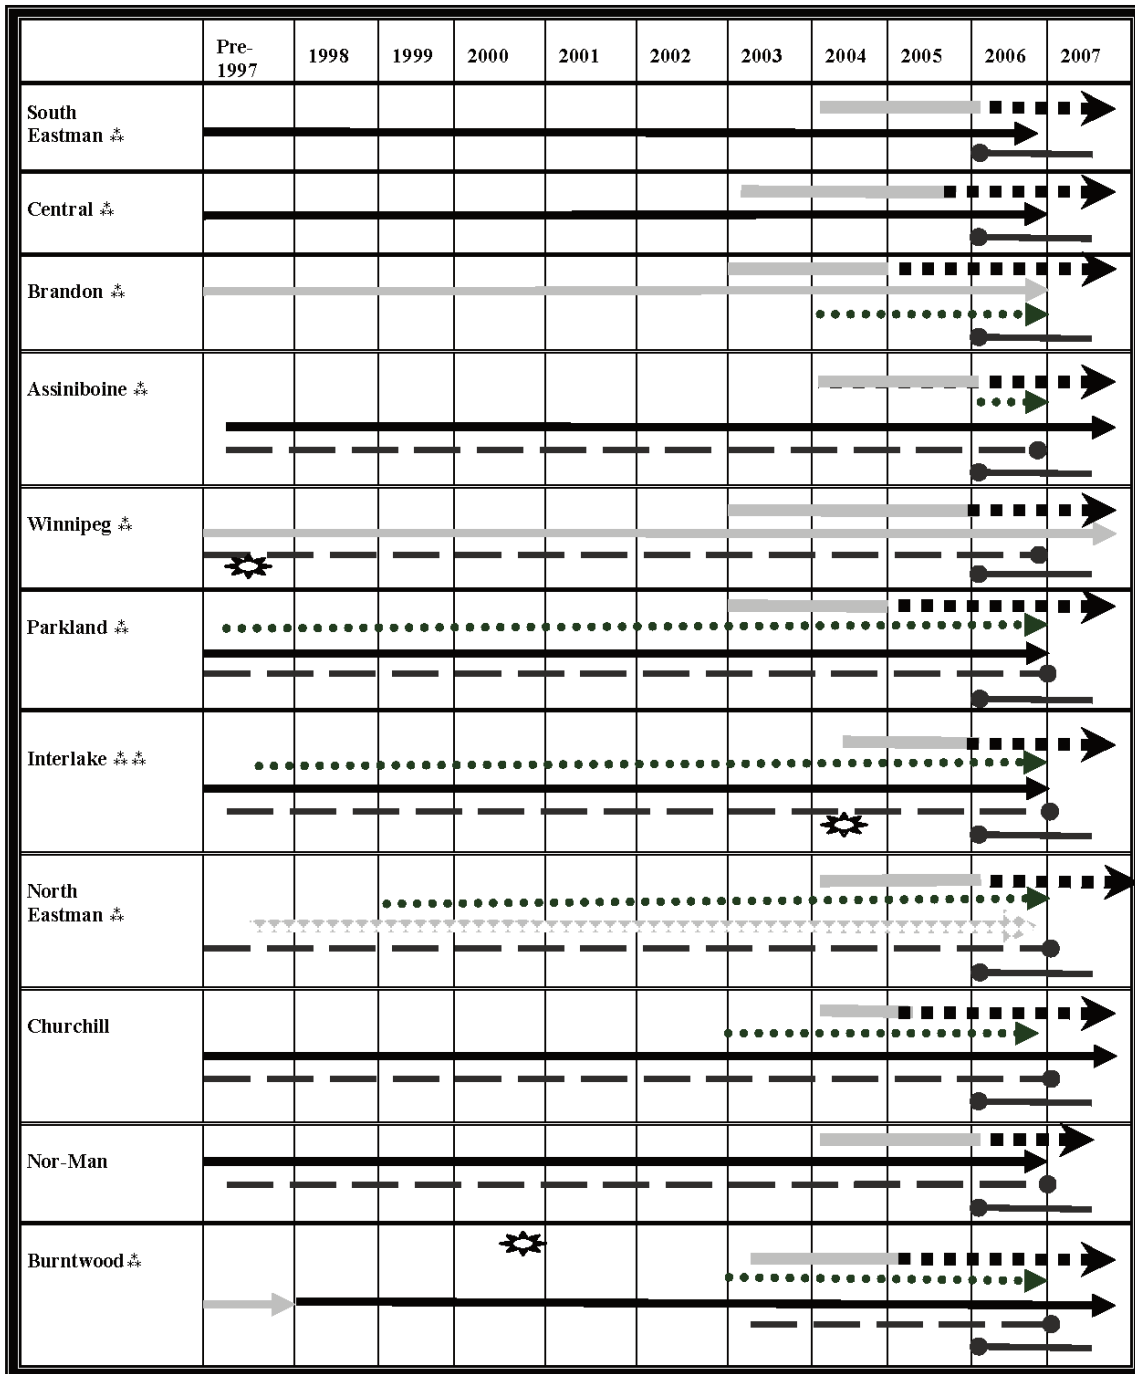 Pre-
1997 1998 1999 2000 2001 2002 2003 2004 2005 2006 2007
South
Eastman ⁂
Central ⁂
Brandon ⁂
Assiniboine ⁂
Winnipeg ⁂
Parkland ⁂
Interlake ⁂ ⁂
North
Eastman ⁂
Churchill
Nor-Man
Burntwood ⁂